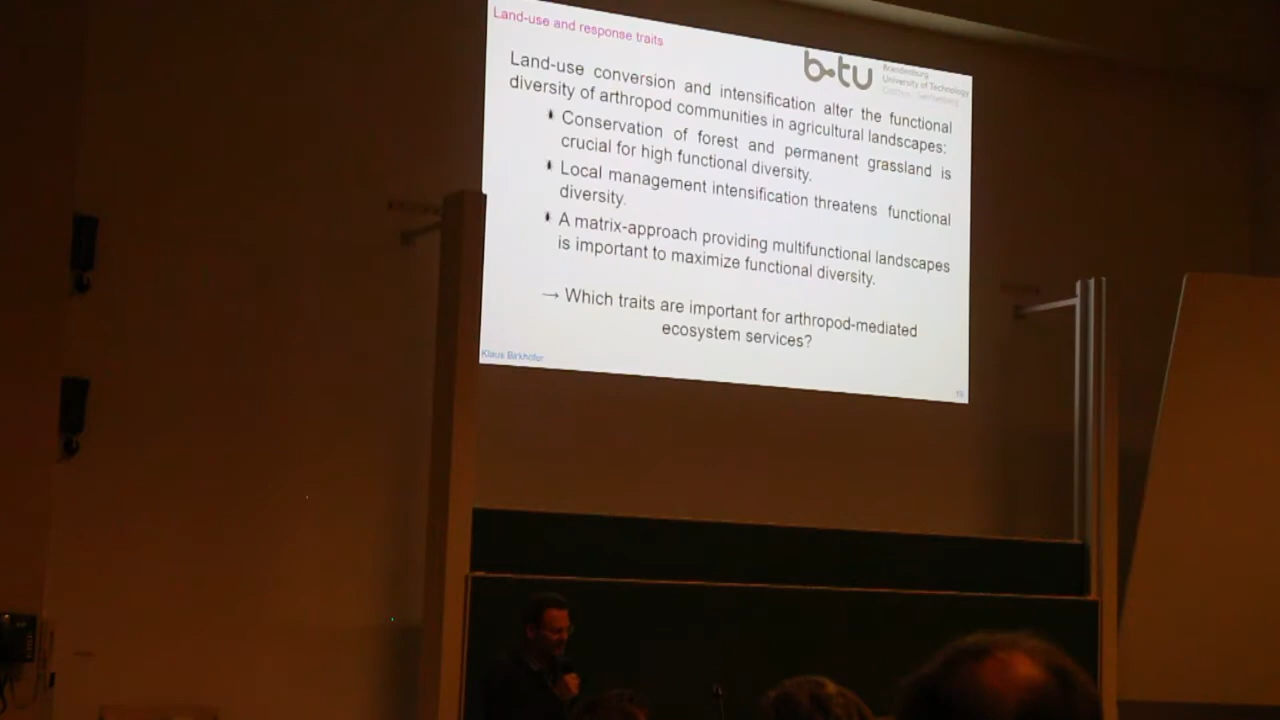 Land-use and response traits
b-tu
Brandenburg
University of Technology
Land-use conversion and intensification alter the functional
diversity of arthropod communities in agricultural landscapes:
Conservation of forest and permanent grassland is
crucial for high functional diversity.
Local management intensification threatens functional
diversity.
A matrix-approach providing multifunctional landscapes
is important to maximize functional diversity.
→ Which traits are important for arthropod-mediated
ecosystem services?
Klaus Birkhofer